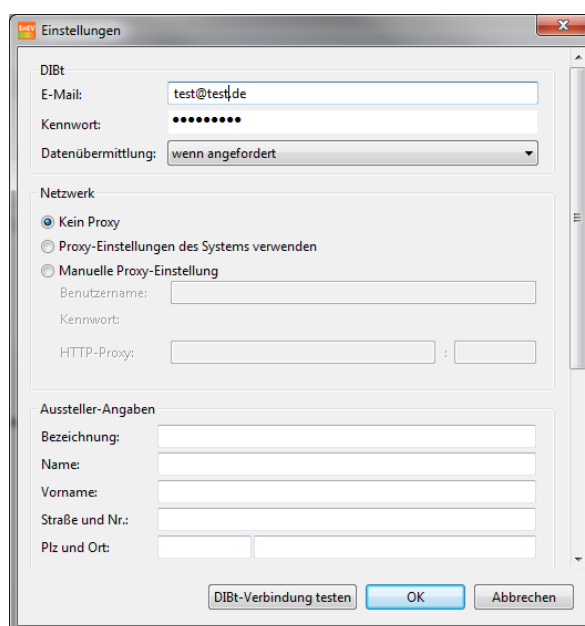 EnEV
Einstellungen
DIBt
E-Mail: test@test.de
Kennwort: •••••••••
Datenübermittlung: wenn angefordert
Netzwerk
Kein Proxy
Proxy-Einstellungen des Systems verwenden
Manuelle Proxy-Einstellung
Benutzername:
Kennwort:
HTTP-Proxy: :
Aussteller-Angaben
Bezeichnung:
Name:
Vorname:
Straße und Nr.:
Plz und Ort:
DIBt-Verbindung testen OK Abbrechen